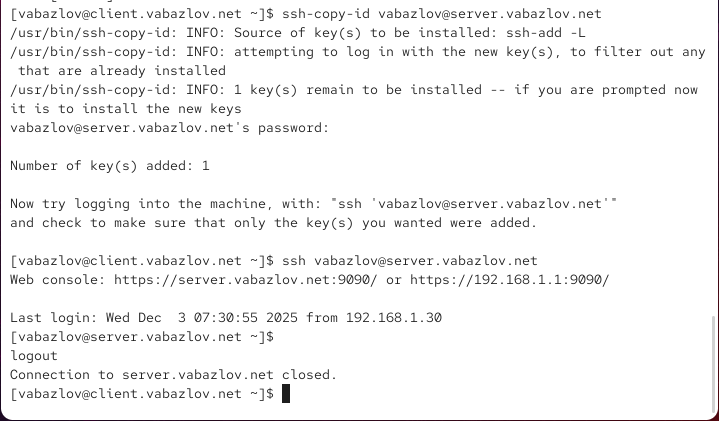 [vabazlov@client.vabazlov.net ~]$ ssh-copy-id vabazlov@server.vabazlov.net
/usr/bin/ssh-copy-id: INFO: Source of key(s) to be installed: ssh-add -L
/usr/bin/ssh-copy-id: INFO: attempting to log in with the new key(s), to filter out any
 that are already installed
/usr/bin/ssh-copy-id: INFO: 1 key(s) remain to be installed -- if you are prompted now
it is to install the new keys
vabazlov@server.vabazlov.net's password:

Number of key(s) added: 1

Now try logging into the machine, with: "ssh 'vabazlov@server.vabazlov.net'"
and check to make sure that only the key(s) you wanted were added.

[vabazlov@client.vabazlov.net ~]$ ssh vabazlov@server.vabazlov.net
Web console: https://server.vabazlov.net:9090/ or https://192.168.1.1:9090/

Last login: Wed Dec  3 07:30:55 2025 from 192.168.1.30
[vabazlov@server.vabazlov.net ~]$
logout
Connection to server.vabazlov.net closed.
[vabazlov@client.vabazlov.net ~]$